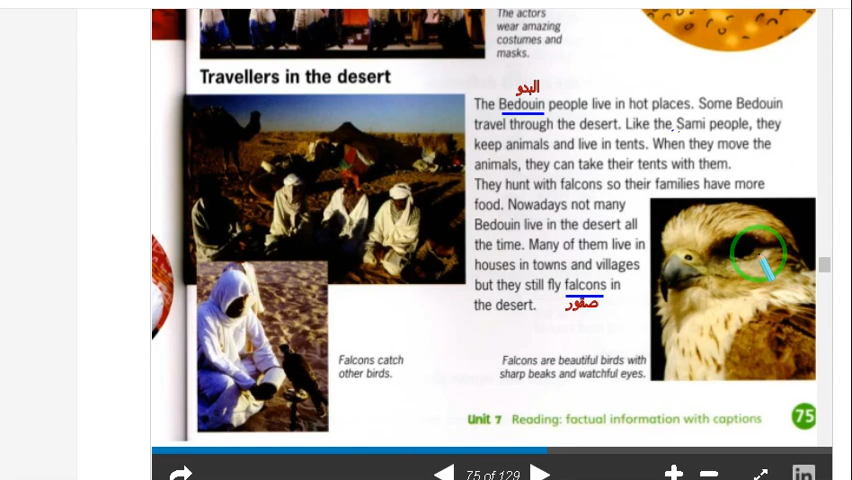 The actors
wear amazing
costumes and
masks.
Travellers in the desert
البدو
The Bedouin people live in hot places. Some Bedouin
travel through the desert. Like the Sami people, they
keep animals and live in tents. When they move the
animals, they can take their tents with them.
They hunt with falcons so their families have more
food. Nowadays not many
Bedouin live in the desert all
the time. Many of them live in
houses in towns and villages
but they still fly falcons in
the desert.
صقور
Falcons catch
other birds.
Falcons are beautiful birds with
sharp beaks and watchful eyes.
Unit 7 Reading: factual information with captions 75
75 of 129
in